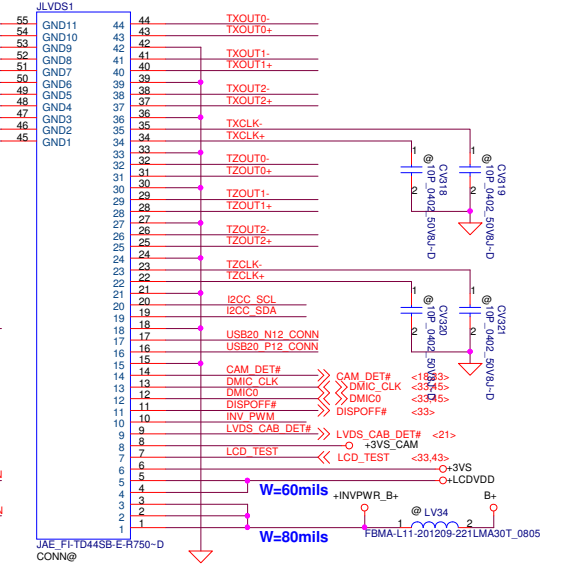 JLVDS1
55 GND11 44 44 TXOUT0-
54 GND10 43 43 TXOUT0+
53 GND9 42 42
52 GND8 41 41 TXOUT1-
51 GND7 40 40 TXOUT1+
50 GND6 39 39
49 GND5 38 38 TXOUT2-
48 GND4 37 37 TXOUT2+
47 GND3 36 36
46 GND2 35 35 TXCLK-
45 GND1 34 34 TXCLK+
33 33
32 32 TZOUT0-
31 31 TZOUT0+
30 30
29 29 TZOUT1-
28 28 TZOUT1+
27 27
26 26 TZOUT2-
25 25 TZOUT2+
24 24
23 23 TZCLK-
22 22 TZCLK+
21 21
20 20 I2CC_SCL
19 19 I2CC_SDA
18 18
17 17 USB20_N12_CONN
16 16 USB20_P12_CONN
15 15
14 14 CAM_DET# CAM_DET#
13 13 DMIC_CLK DMIC_CLK <33,45>
12 12 DMIC0 DMIC0 <33,45>
11 11 DISPOFF# DISPOFF# <33>
10 10 INV_PWM
9 9 LVDS_CAB_DET# LVDS_CAB_DET# <21>
8 8 +3VS_CAM
7 7 LCD_TEST LCD_TEST <33,43>
6 6 +3VS
5 5 +LCDVDD
4 4 W=60mils
3 3 +INVPWR_B+ B+
2 2 @ LV34
1 1 W=80mils 1 2
FBMA-L11-201209-221LMA30T_0805
JAE_FI-TD44SB-E-R750~D
CONN@
1 2 @ 10P_0402_50V8J~D CV318
1 2 @ 10P_0402_50V8J~D CV319
1 2 @ 10P_0402_50V8J~D CV320
1 2 @ 10P_0402_50V8J~D CV321